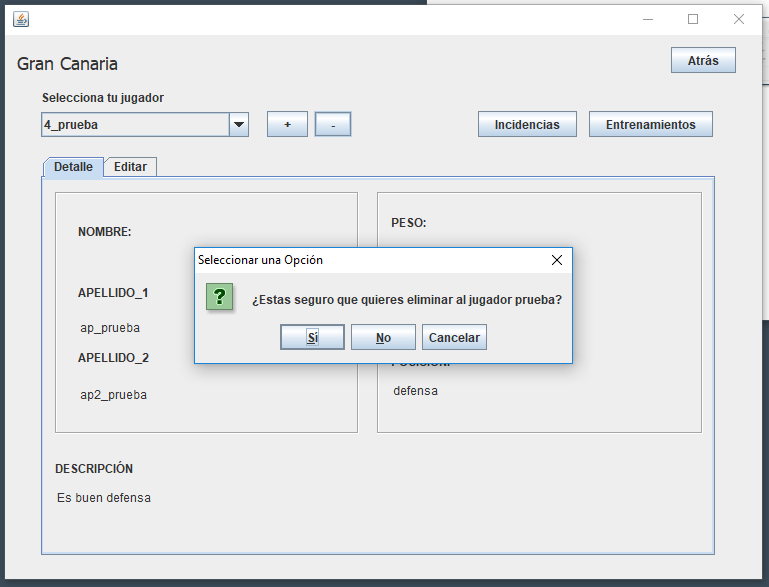 Gran Canaria
Atrás
Selecciona tu jugador
4_prueba
+
-
Incidencias
Entrenamientos
Detalle
Editar
NOMBRE:
PESO:
Seleccionar una Opción
?
¿Estas seguro que quieres eliminar al jugador prueba?
Sí
No
Cancelar
APELLIDO_1
ap_prueba
APELLIDO_2
ap2_prueba
POSICIÓN:
defensa
DESCRIPCIÓN
Es buen defensa